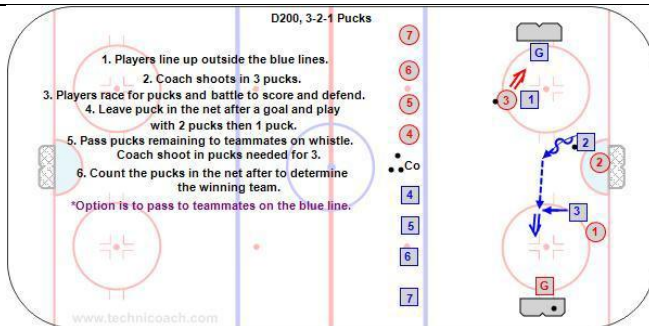 D200, 3-2-1 Pucks
1. Players line up outside the blue lines.
2. Coach shoots in 3 pucks.
3. Players race for pucks and battle to score and defend.
4. Leave puck in the net after a goal and play
with 2 pucks then 1 puck.
5. Pass pucks remaining to teammates on whistle.
Coach shoot in pucks needed for 3.
6. Count the pucks in the net after to determine
the winning team.
*Option is to pass to teammates on the blue line.
7
6
5
4
Co
4
5
6
7
G
3 1
2
2
3
1
G
www.technicoach.com